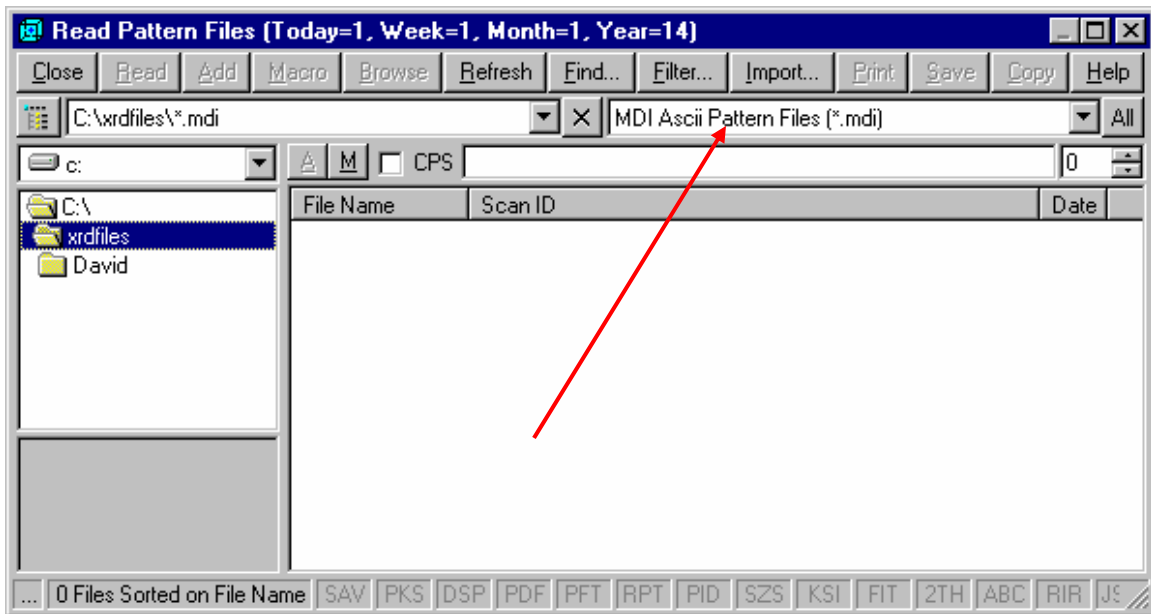 Read Pattern Files (Today=1, Week=1, Month=1, Year=14)
Close Read Add Macro Browse Refresh Find... Filter... Import... Print Save Copy Help
C:\xrdfiles\*.mdi MDI Ascii Pattern Files (*.mdi) All
c: A M CPS 0
C:\ File Name Scan ID Date
xrdfiles
David
... 0 Files Sorted on File Name SAV PKS DSP PDF PFT RPT PID SZS KSI FIT 2TH ABC RIR